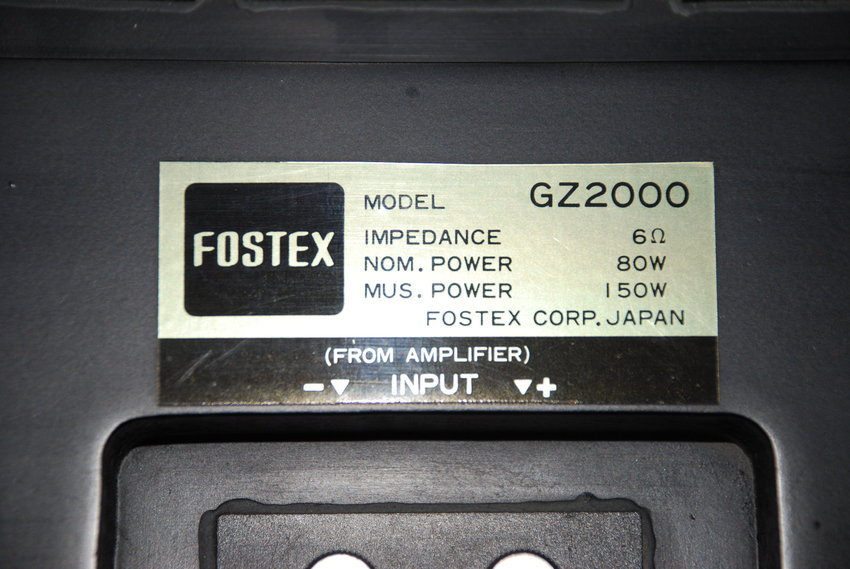 FOSTEX
MODEL GZ2000
IMPEDANCE 6Ω
NOM. POWER 80W
MUS. POWER 150W
FOSTEX CORP. JAPAN
(FROM AMPLIFIER)
-▼ INPUT ▼+